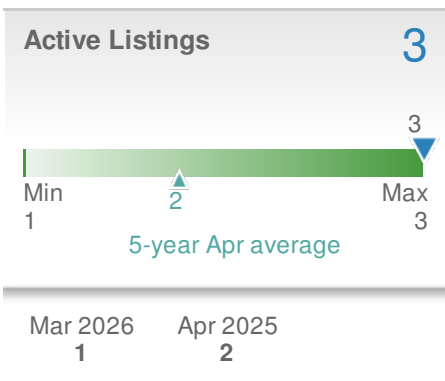 Active Listings 3
3
Min Max
1 2 3
5-year Apr average
Mar 2026 Apr 2025
1 2